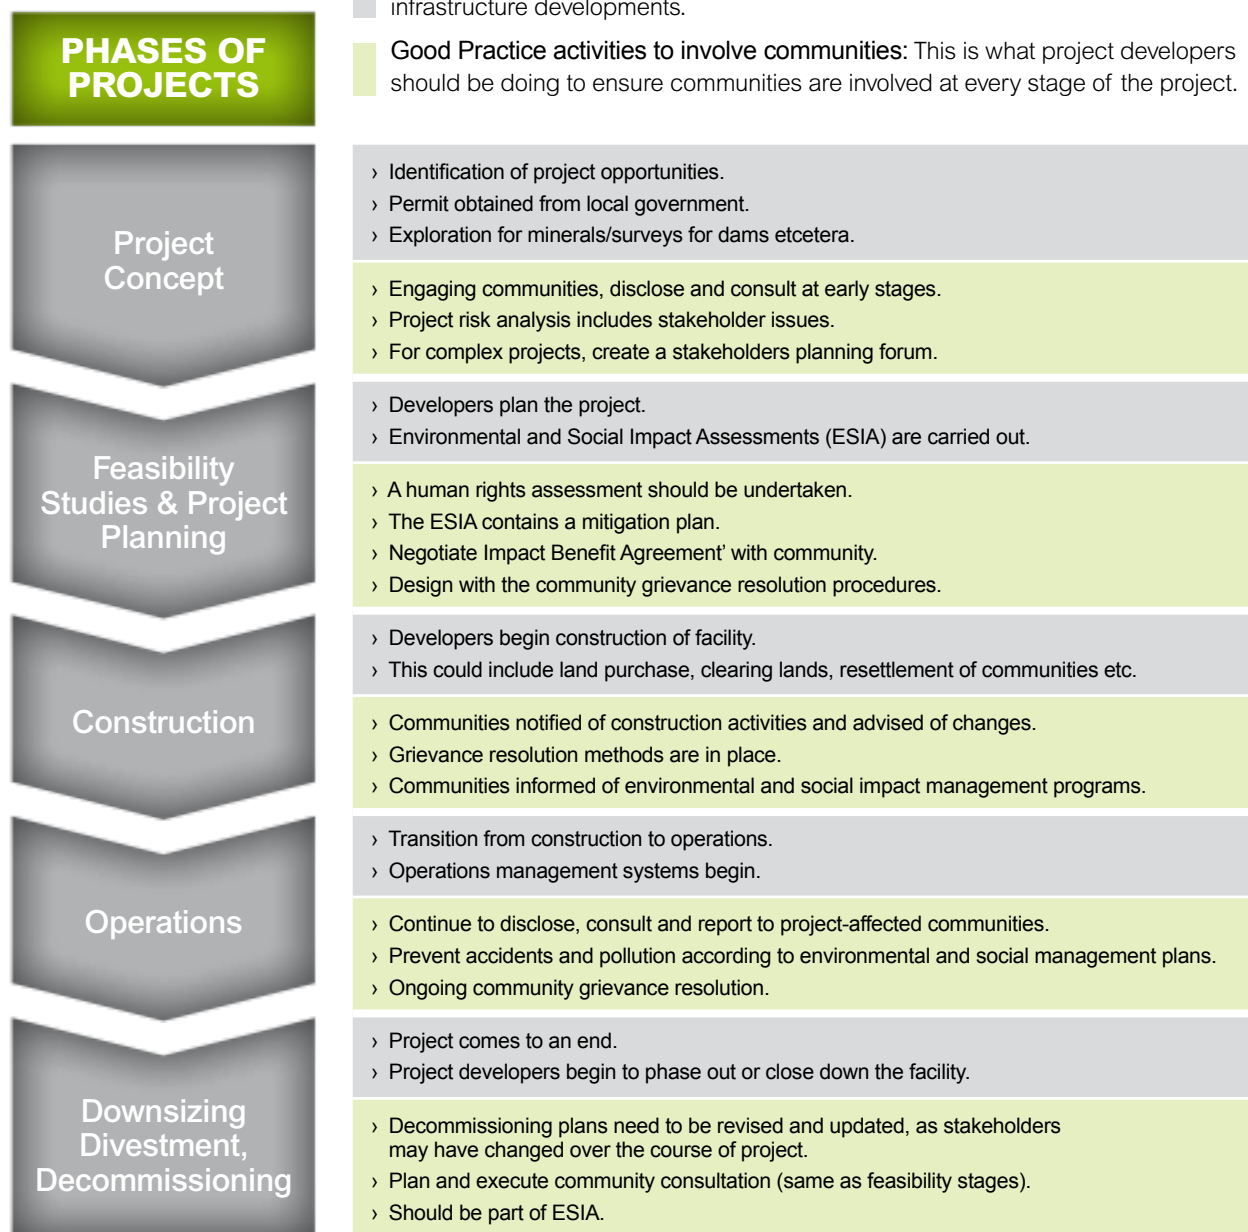 infrastructure developments.
PHASES OF
PROJECTS
Good Practice activities to involve communities: This is what project developers
should be doing to ensure communities are involved at every stage of the project.
Project
Concept
› Identification of project opportunities.
› Permit obtained from local government.
› Exploration for minerals/surveys for dams etcetera.
› Engaging communities, disclose and consult at early stages.
› Project risk analysis includes stakeholder issues.
› For complex projects, create a stakeholders planning forum.
Feasibility
Studies & Project
Planning
› Developers plan the project.
› Environmental and Social Impact Assessments (ESIA) are carried out.
› A human rights assessment should be undertaken.
› The ESIA contains a mitigation plan.
› Negotiate Impact Benefit Agreement’ with community.
› Design with the community grievance resolution procedures.
Construction
› Developers begin construction of facility.
› This could include land purchase, clearing lands, resettlement of communities etc.
› Communities notified of construction activities and advised of changes.
› Grievance resolution methods are in place.
› Communities informed of environmental and social impact management programs.
Operations
› Transition from construction to operations.
› Operations management systems begin.
› Continue to disclose, consult and report to project-affected communities.
› Prevent accidents and pollution according to environmental and social management plans.
› Ongoing community grievance resolution.
Downsizing
Divestment,
Decommissioning
› Project comes to an end.
› Project developers begin to phase out or close down the facility.
› Decommissioning plans need to be revised and updated, as stakeholders
may have changed over the course of project.
› Plan and execute community consultation (same as feasibility stages).
› Should be part of ESIA.